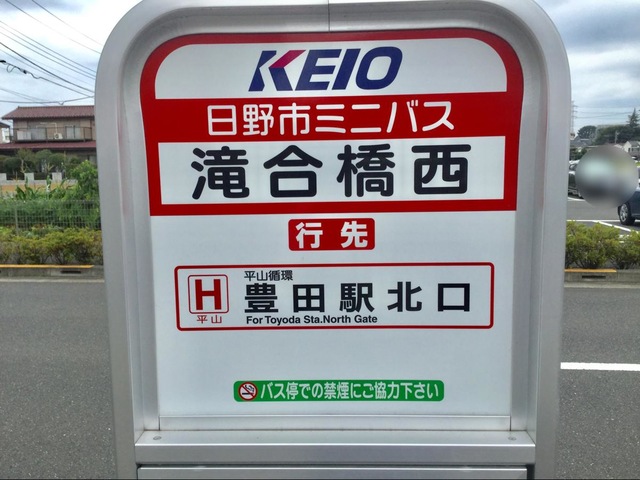 KEIO
日野市ミニバス
滝合橋西
行先
H
平山
平山循環
豊田駅北口
For Toyoda Sta.North Gate
バス停での禁煙にご協力下さい